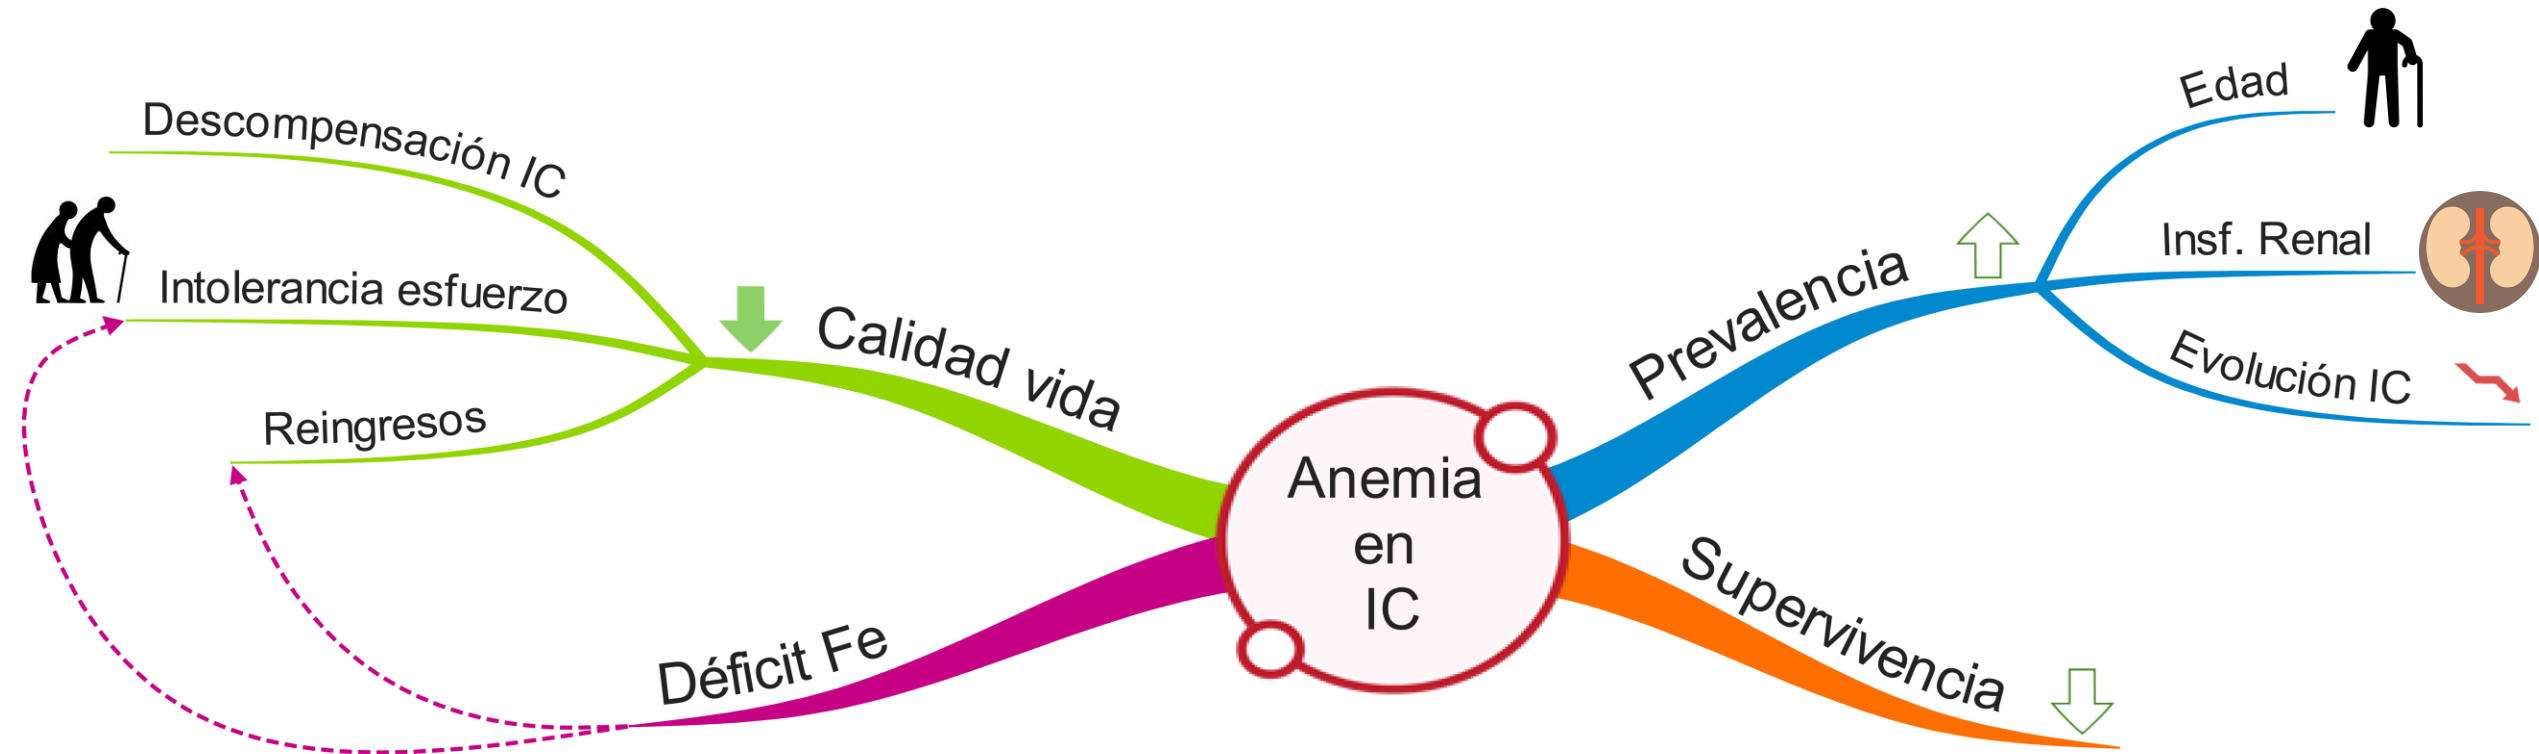 Anemia
en
IC
Prevalencia
Edad
Insf. Renal
Evolución IC
Supervivencia
Déficit Fe
Calidad vida
Descompensación IC
Intolerancia esfuerzo
Reingresos